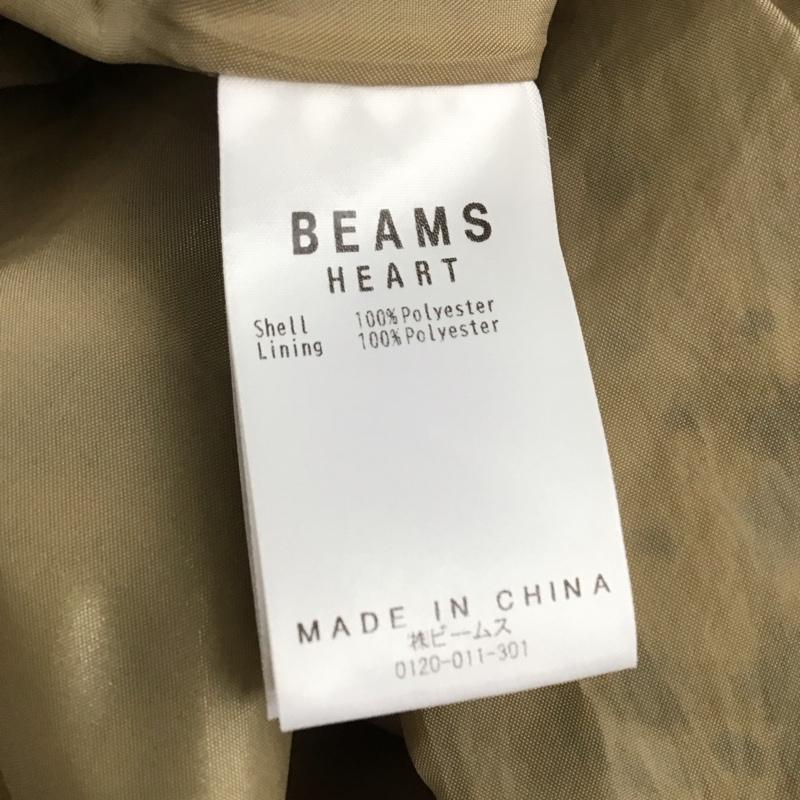 BEAMS
HEART
Shell 100%Polyester
Lining 100%Polyester
MADE IN CHINA
㈱ビームス
0120-011-301